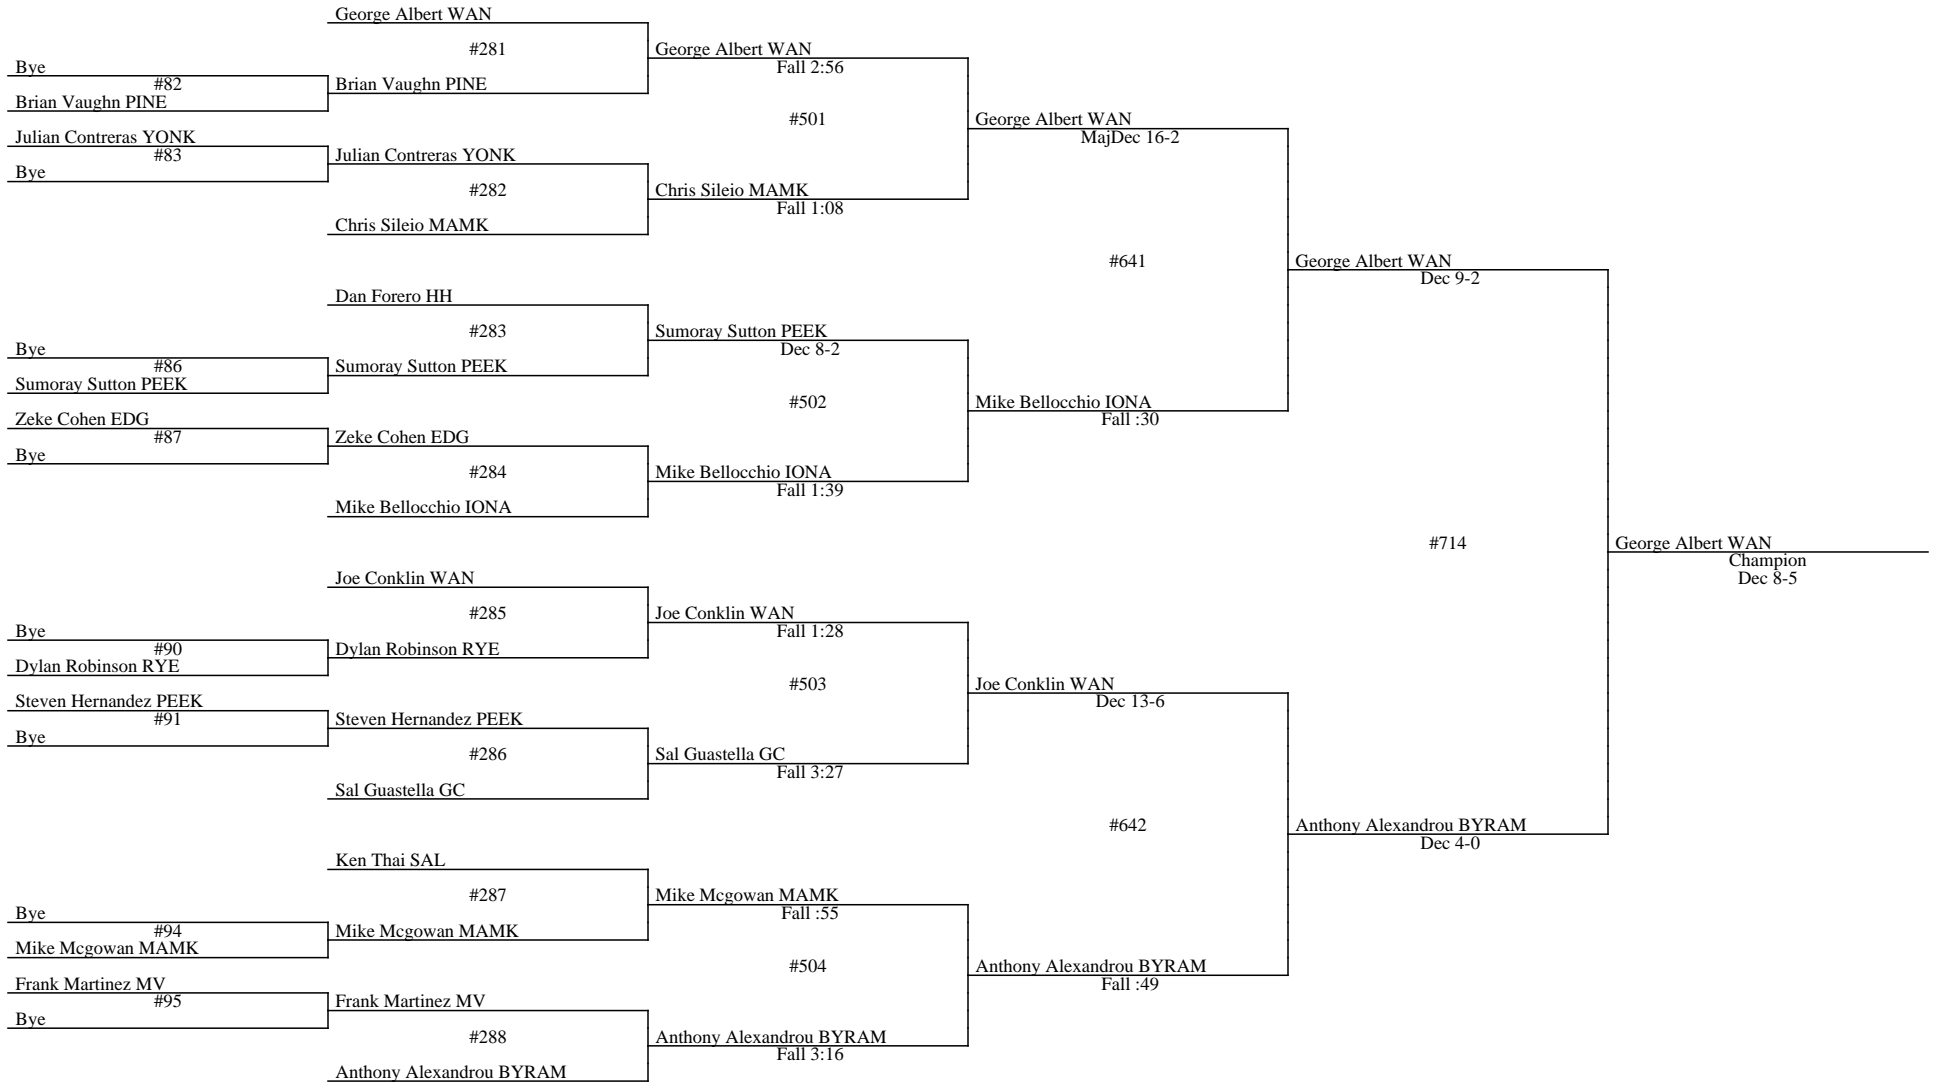 George Albert WAN
#281
George Albert WAN
Fall 2:56
Bye
#82
Brian Vaughn PINE
Brian Vaughn PINE
#501
George Albert WAN
MajDec 16-2
Julian Contreras YONK
#83
Julian Contreras YONK
Bye
#282
Chris Sileio MAMK
Fall 1:08
Chris Sileio MAMK
#641
George Albert WAN
Dec 9-2
Dan Forero HH
#283
Sumoray Sutton PEEK
Dec 8-2
Bye
#86
Sumoray Sutton PEEK
Sumoray Sutton PEEK
#502
Mike Bellocchio IONA
Fall :30
Zeke Cohen EDG
#87
Zeke Cohen EDG
Bye
#284
Mike Bellocchio IONA
Fall 1:39
Mike Bellocchio IONA
#714
George Albert WAN
Champion
Dec 8-5
Joe Conklin WAN
#285
Joe Conklin WAN
Fall 1:28
Bye
#90
Dylan Robinson RYE
Dylan Robinson RYE
#503
Joe Conklin WAN
Dec 13-6
Steven Hernandez PEEK
#91
Steven Hernandez PEEK
Bye
#286
Sal Guastella GC
Fall 3:27
Sal Guastella GC
#642
Anthony Alexandrou BYRAM
Dec 4-0
Ken Thai SAL
#287
Mike Mcgowan MAMK
Fall :55
Bye
#94
Mike Mcgowan MAMK
Mike Mcgowan MAMK
#504
Anthony Alexandrou BYRAM
Fall :49
Frank Martinez MV
#95
Frank Martinez MV
Bye
#288
Anthony Alexandrou BYRAM
Fall 3:16
Anthony Alexandrou BYRAM